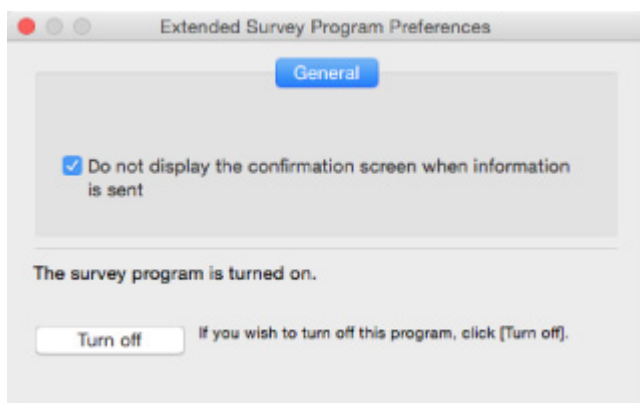 Extended Survey Program Preferences
General
Do not display the confirmation screen when information
is sent
The survey program is turned on.
Turn off
If you wish to turn off this program, click [Turn off].